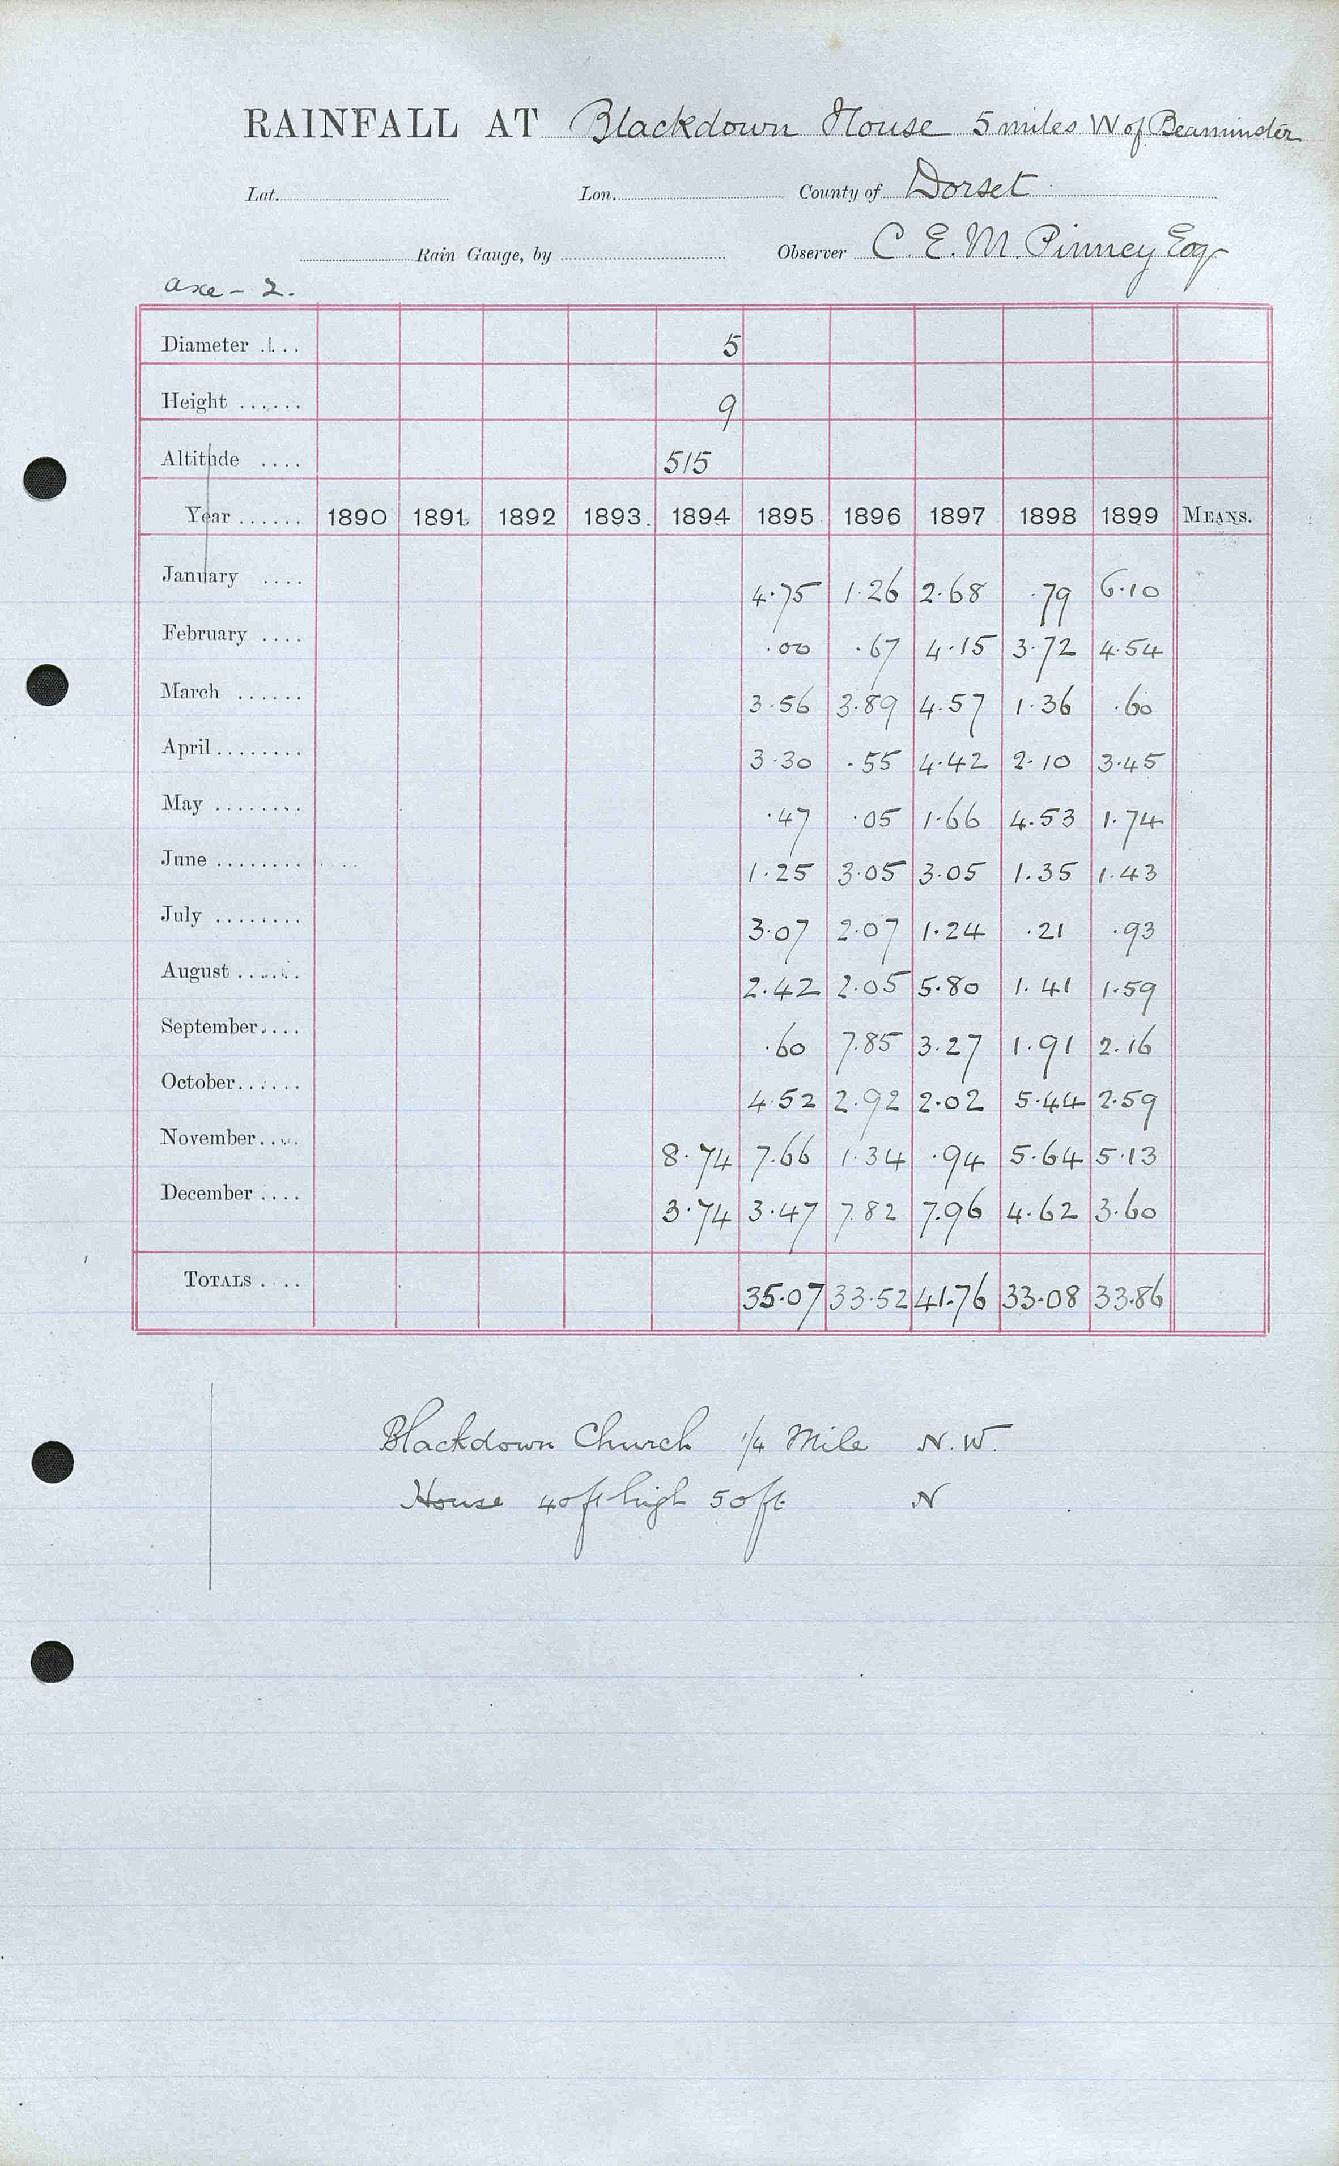 RAINFALL AT Blackdown House 5 miles W of Beaminster
Lat. Lon. County of Dorset
Rain Gauge, by Observer C. E. M. Pinney Esq
axe - 2.
Diameter .... 5
Height ...... 9
Altitude .... 515
Year ...... 1890 1891 1892 1893 1894 1895 1896 1897 1898 1899 MEANS.
January .... 4.75 1.26 2.68 .79 6.10
February .... .00 .67 4.15 3.72 4.54
March ...... 3.56 3.89 4.57 1.36 .60
April ........ 3.30 .55 4.42 2.10 3.45
May ........ .47 .05 1.66 4.53 1.74
June ........ 1.25 3.05 3.05 1.35 1.43
July ........ 3.07 2.07 1.24 .21 .93
August ...... 2.42 2.05 5.80 1.41 1.59
September.... .60 7.85 3.27 1.91 2.16
October...... 4.52 2.92 2.02 5.44 2.59
November.... 8.74 7.66 1.34 .94 5.64 5.13
December .... 3.74 3.47 7.82 7.96 4.62 3.60
TOTALS .... 35.07 33.52 41.76 33.08 33.86
Blackdown Church 1/4 Mile N.W.
House 40ft high 50ft. N